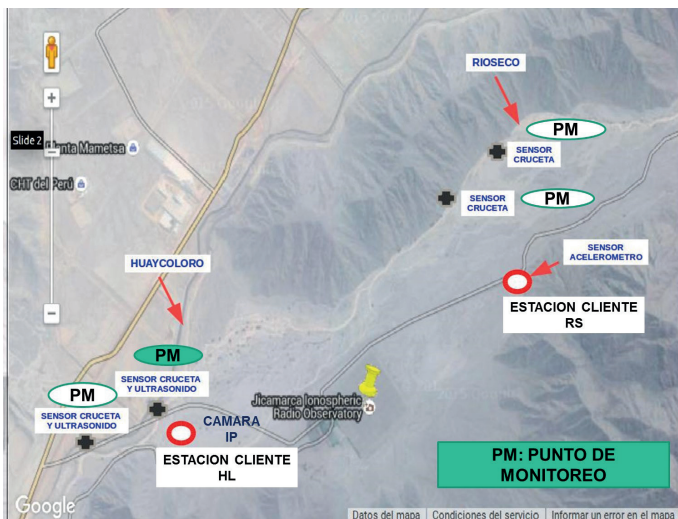 RIOSECO
PM
SENSOR
CRUCETA
Slide 2
Planta Mametsa
CHT del Perú
SENSOR
CRUCETA
PM
SENSOR
ACELEROMETRO
HUAYCOLORO
ESTACION CLIENTE
RS
PM
SENSOR CRUCETA
Y ULTRASONIDO
PM
SENSOR CRUCETA
Y ULTRASONIDO
CAMARA
IP
Jicamarca Ionospheric
Radio Observatory
ESTACION CLIENTE
HL
PM: PUNTO DE
MONITOREO
Google
Datos del mapa
Condiciones del servicio
Informar un error en el mapa